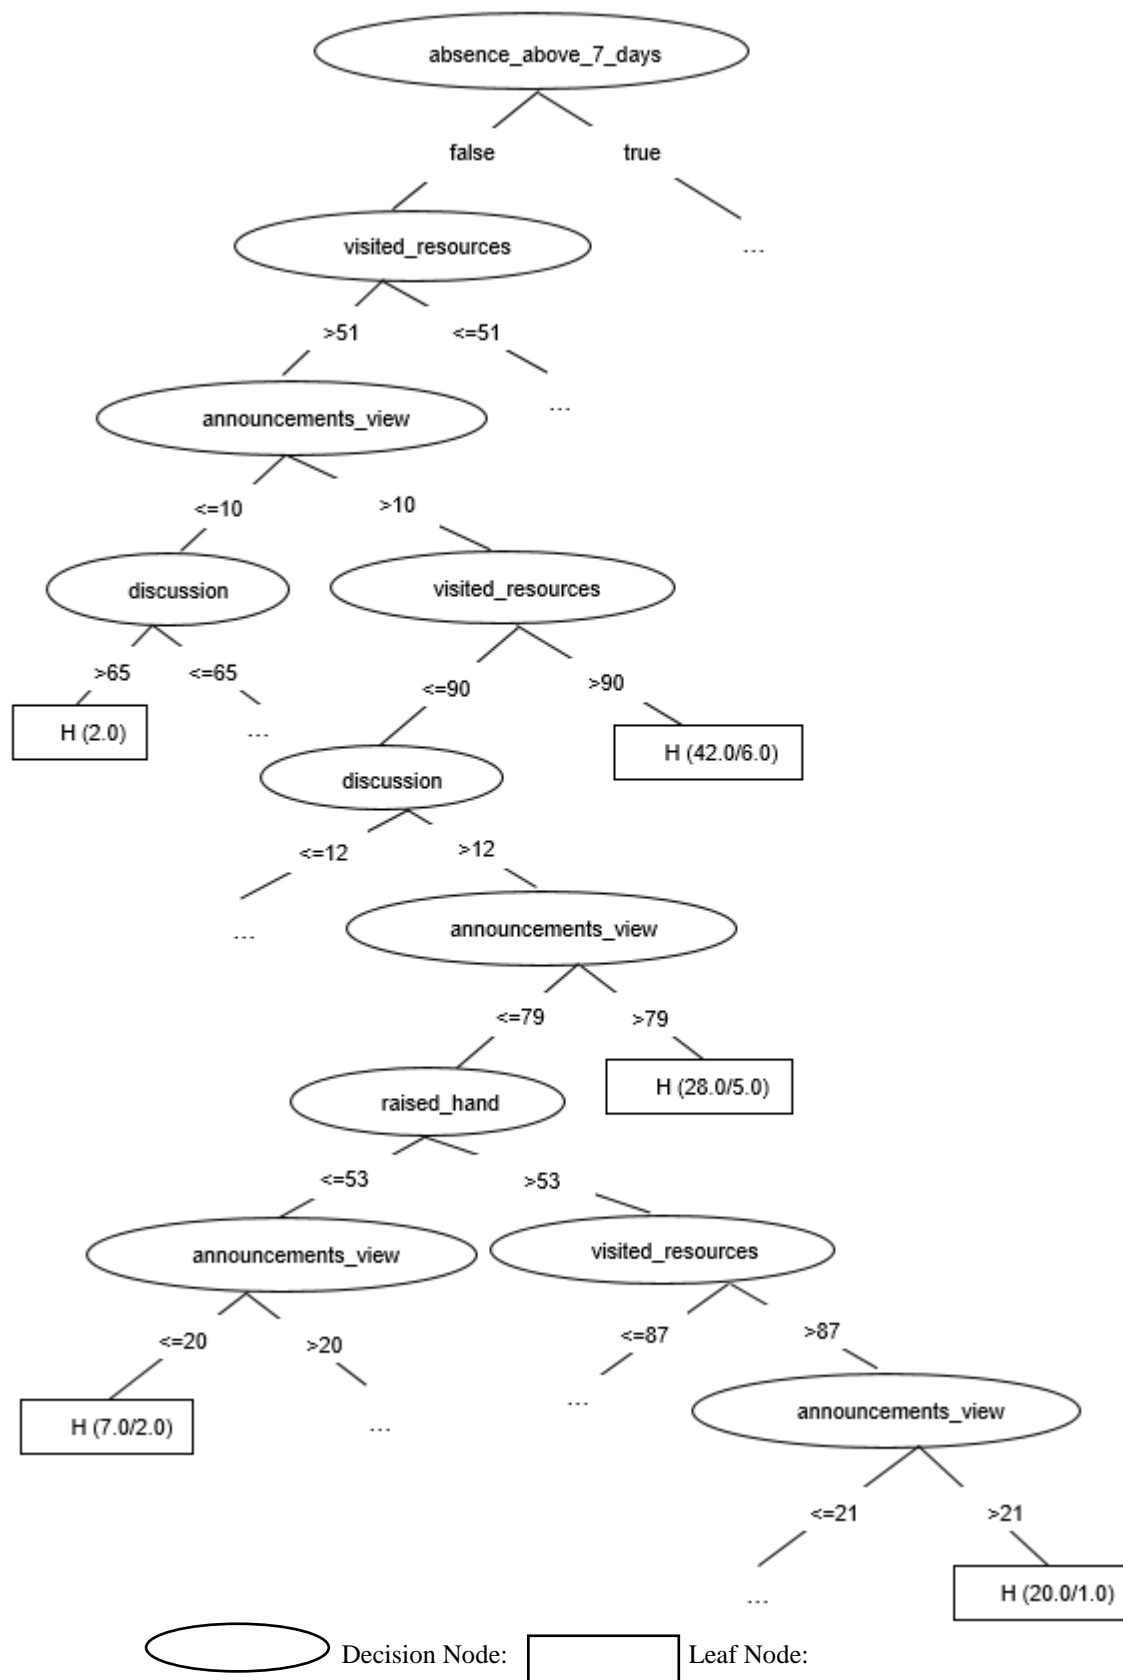 absence_above_7_days
false
true
visited_resources
...
>51
<=51
announcements_view
...
<=10
>10
discussion
visited_resources
>65
<=65
<=90
>90
H (2.0)
...
H (42.0/6.0)
discussion
<=12
>12
...
announcements_view
<=79
>79
raised_hand
H (28.0/5.0)
<=53
>53
announcements_view
visited_resources
<=20
>20
<=87
>87
H (7.0/2.0)
...
...
announcements_view
<=21
>21
...
H (20.0/1.0)
Decision Node:
Leaf Node: